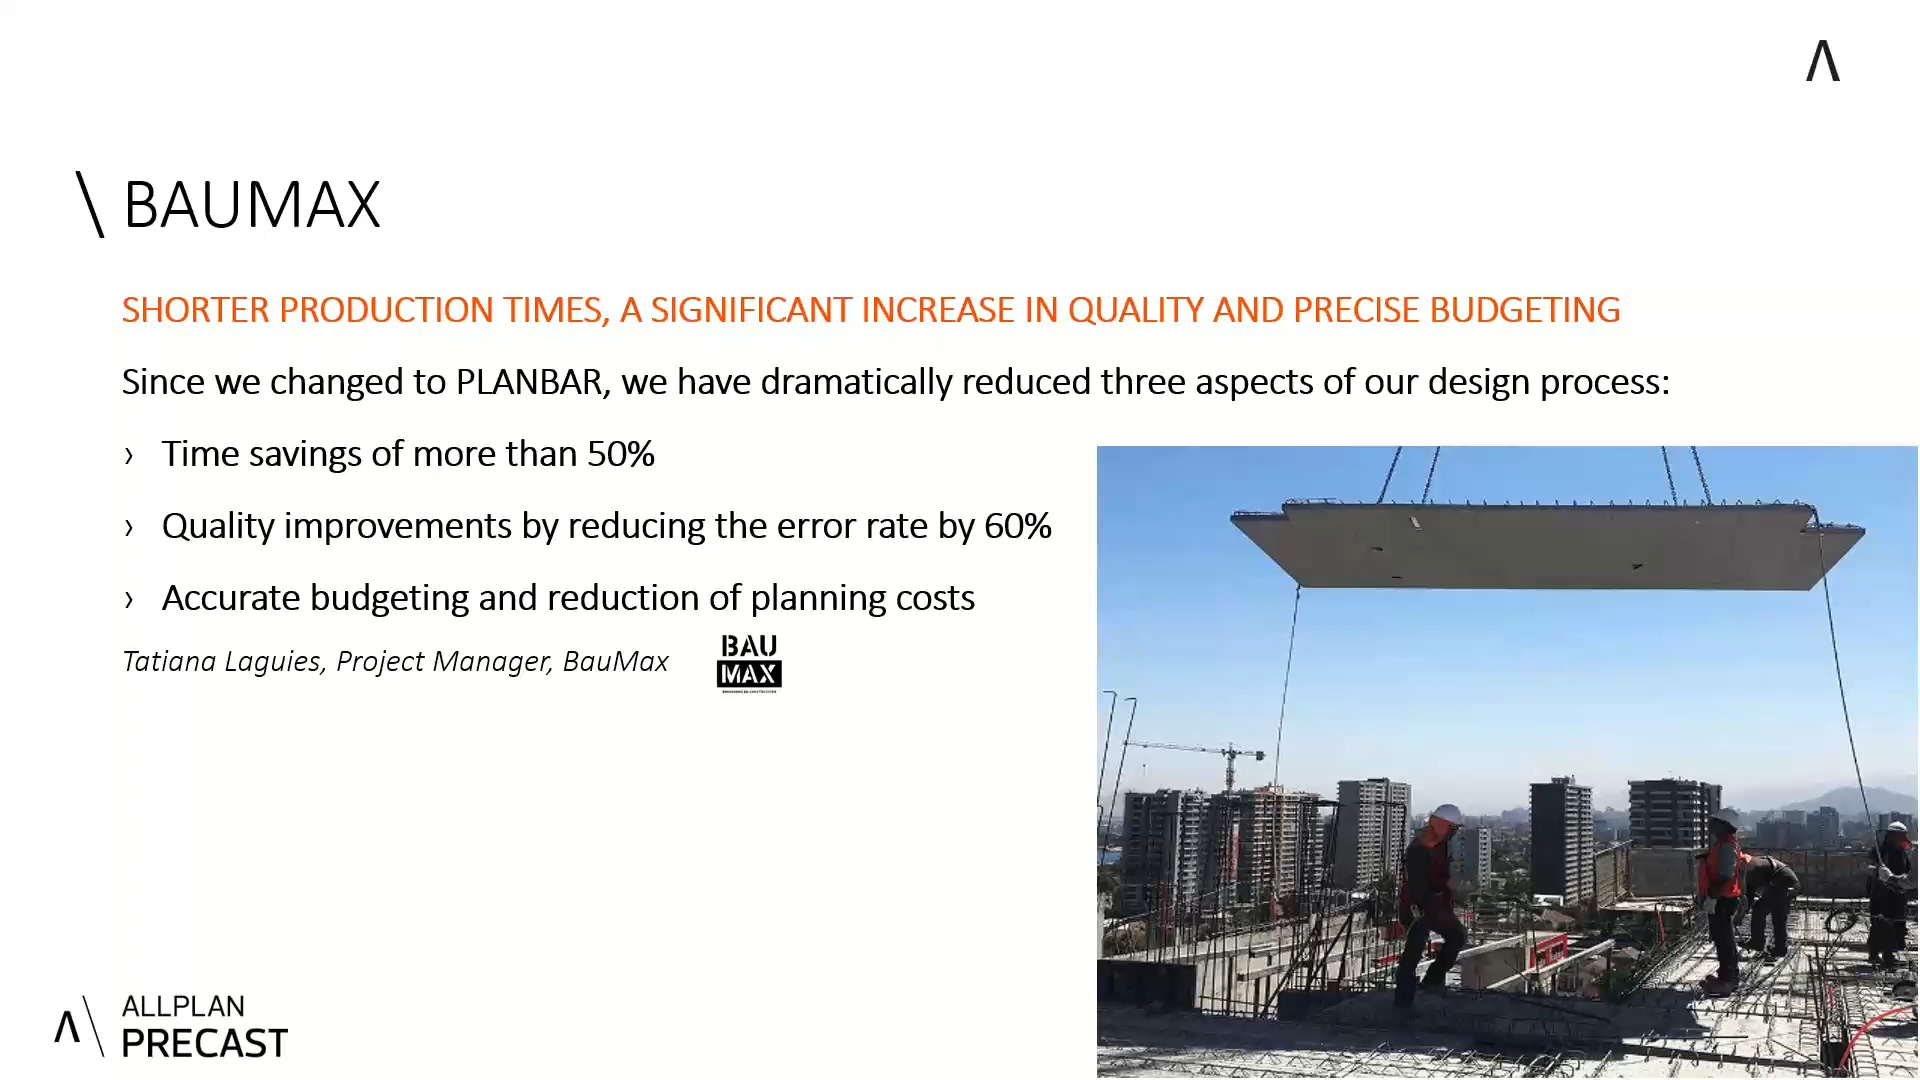 \ BAUMAX
SHORTER PRODUCTION TIMES, A SIGNIFICANT INCREASE IN QUALITY AND PRECISE BUDGETING
Since we changed to PLANBAR, we have dramatically reduced three aspects of our design process:
› Time savings of more than 50%
› Quality improvements by reducing the error rate by 60%
› Accurate budgeting and reduction of planning costs
Tatiana Laguies, Project Manager, BauMax
BAU
MAX
ALLPLAN
PRECAST